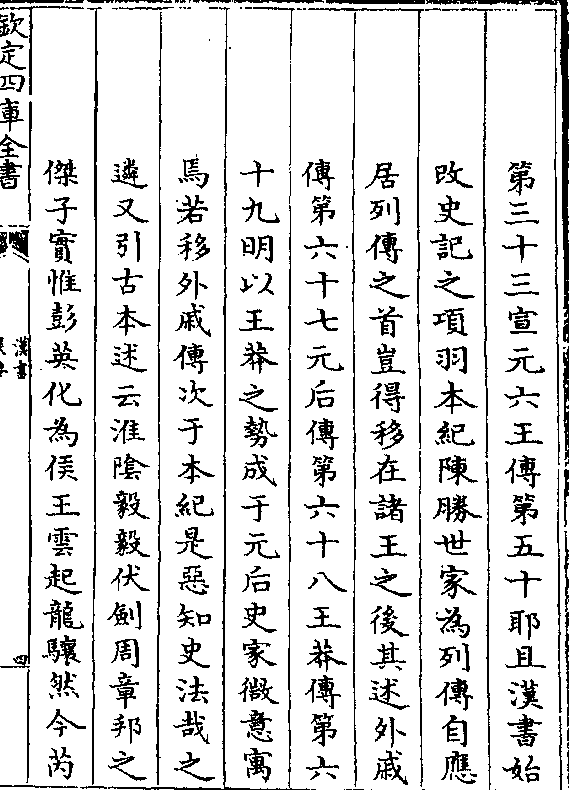 第三十三宣元六王傳第五十耶且漢書始
改史記之項羽本紀陳勝世家為列傳自應
居列傳之首豈得移在諸王之後其述外戚
傳第六十七元后傳第六十八王莽傳第六
十九明以王莽之勢成于元后史家微意寓
焉若移外戚傳次于本紀是惡知史法哉之
遴又引古本述云淮陰毅毅伏劍周章邦之
傑子實惟彭英化為侯王雲起龍驤然今芮
欽定四庫全書
漢書
四